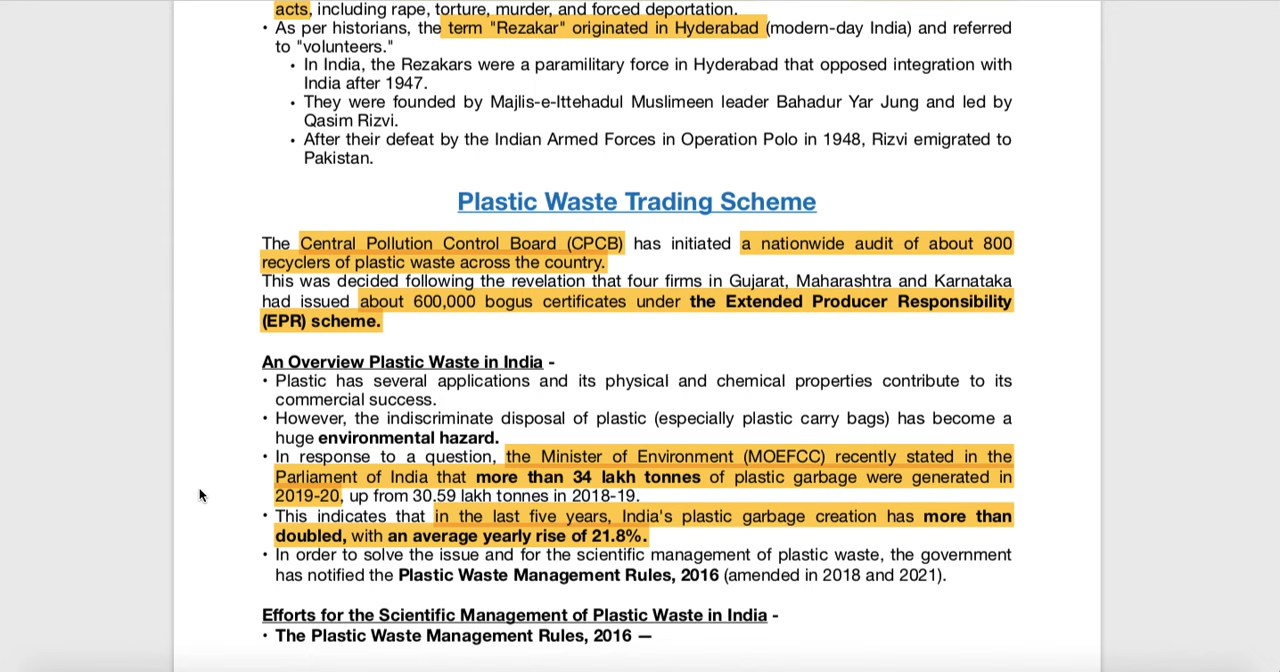 acts, including rape, torture, murder, and forced deportation.
• As per historians, the term "Rezakar" originated in Hyderabad (modern-day India) and referred
to "volunteers."
• In India, the Rezakars were a paramilitary force in Hyderabad that opposed integration with
India after 1947.
• They were founded by Majlis-e-Ittehadul Muslimeen leader Bahadur Yar Jung and led by
Qasim Rizvi.
• After their defeat by the Indian Armed Forces in Operation Polo in 1948, Rizvi emigrated to
Pakistan.
Plastic Waste Trading Scheme
The Central Pollution Control Board (CPCB) has initiated a nationwide audit of about 800
recyclers of plastic waste across the country.
This was decided following the revelation that four firms in Gujarat, Maharashtra and Karnataka
had issued about 600,000 bogus certificates under the Extended Producer Responsibility
(EPR) scheme.
An Overview Plastic Waste in India -
• Plastic has several applications and its physical and chemical properties contribute to its
commercial success.
• However, the indiscriminate disposal of plastic (especially plastic carry bags) has become a
huge environmental hazard.
• In response to a question, the Minister of Environment (MOEFCC) recently stated in the
Parliament of India that more than 34 lakh tonnes of plastic garbage were generated in
2019-20, up from 30.59 lakh tonnes in 2018-19.
• This indicates that in the last five years, India's plastic garbage creation has more than
doubled, with an average yearly rise of 21.8%.
• In order to solve the issue and for the scientific management of plastic waste, the government
has notified the Plastic Waste Management Rules, 2016 (amended in 2018 and 2021).
Efforts for the Scientific Management of Plastic Waste in India -
• The Plastic Waste Management Rules, 2016 —